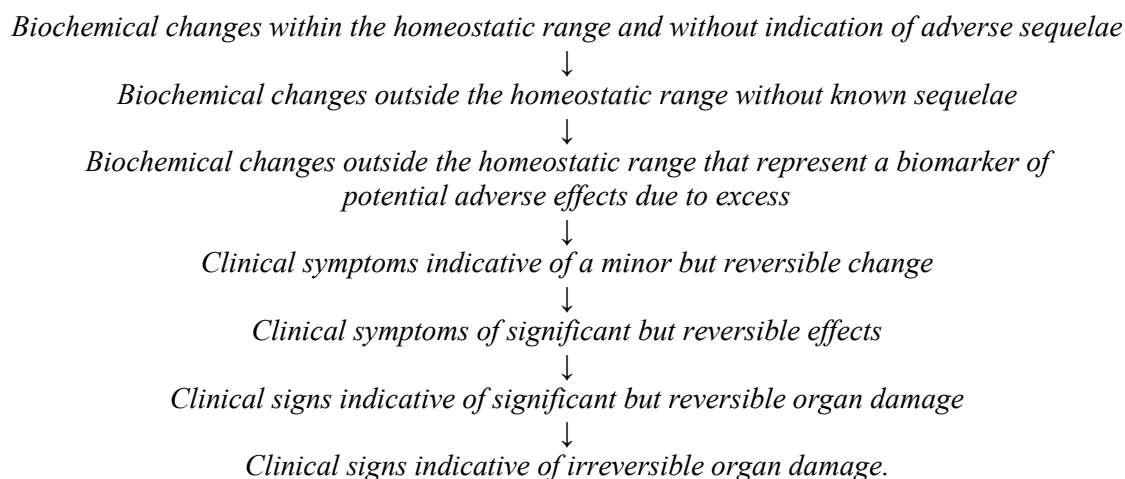 Biochemical changes within the homeostatic range and without indication of adverse sequelae
↓
Biochemical changes outside the homeostatic range without known sequelae
↓
Biochemical changes outside the homeostatic range that represent a biomarker of
potential adverse effects due to excess
↓
Clinical symptoms indicative of a minor but reversible change
↓
Clinical symptoms of significant but reversible effects
↓
Clinical signs indicative of significant but reversible organ damage
↓
Clinical signs indicative of irreversible organ damage.